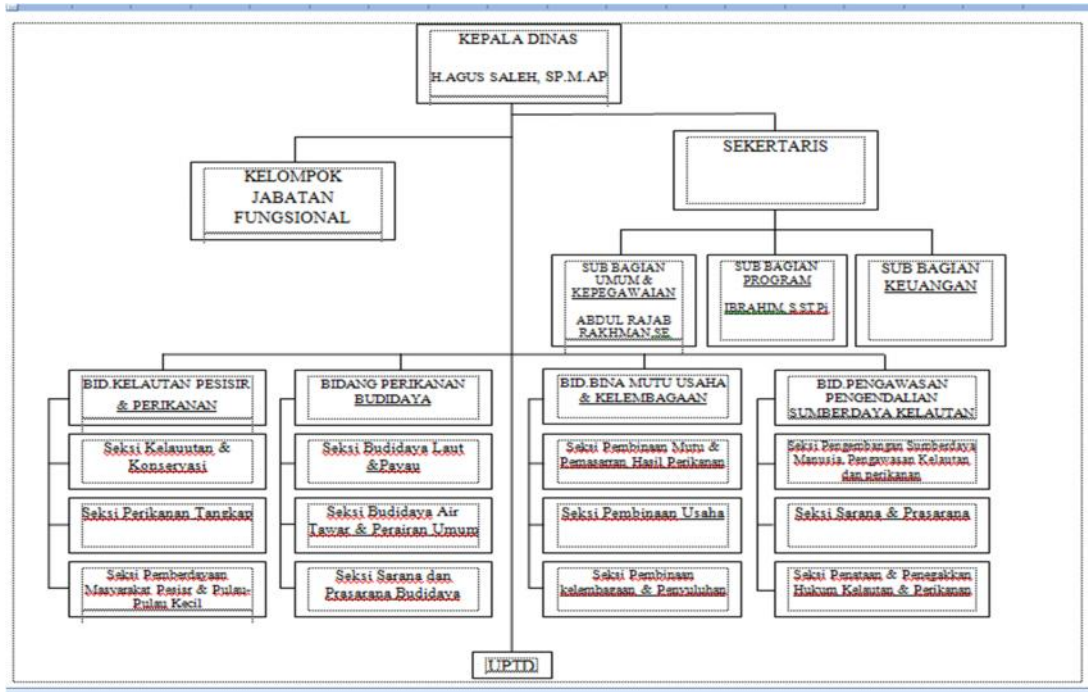 KEPALA DINAS
H.AGUS SALEH, SP.M.AP
SEKERTARIS
KELOMPOK
JABATAN
FUNGSIONAL
SUB BAGIAN
UMUM &
KEPEGAWAIAN
ABDUL RAJAB
RAKHMAN,SE
SUB BAGIAN
PROGRAM
IBRAHIM, S.ST.Pi
SUB BAGIAN
KEUANGAN
BID.KELAUTAN PESISIR
& PERIKANAN
Seksi Kelauutan &
Konservasi
Seksi Perikanan Tangkap
Seksi Pemberdayaan
Masyarakat Pesiar & Pulau-
Pulau Kecil
BIDANG PERIKANAN
BUDIDAYA
Seksi Budidaya Laut
&Payau
Seksi Budidaya Air
Tawar & Perairan Umum
Seksi Sarana dan
Prasarana Budidaya
BID.BINA MUTU USAHA
& KELEMBAGAAN
Seksi Pembinaan Mutu &
Pemasarran Hasil Perikanan
Seksi Pembinaan Usaha
Seksi Pembinaan
kelembagaan & Penyuluhan
BID.PENGAWASAN
PENGENDALIAN
SUMBERDAYA KELAUTAN
Seksi Pengembangan Sumberdaya
Manusia, Pengawasan Kelautan
dan perikanan
Seksi Sarana & Prasarana
Seksi Penataan & Penegakkan
Hukum Kelautan & Perikanan
UPTD